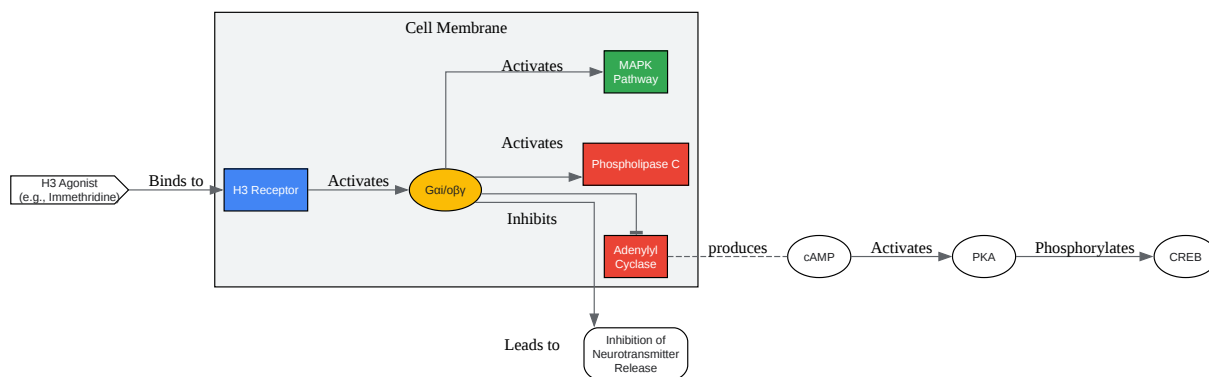 Cell Membrane
Activates
MAPK
Pathway
Activates
Phospholipase C
H3 Agonist
(e.g., Immethridine)
Binds to
H3 Receptor
Activates
Gαi/oβγ
Inhibits
Adenylyl
Cyclase
produces
cAMP
Activates
PKA
Phosphorylates
CREB
Leads to
Inhibition of
Neurotransmitter
Release